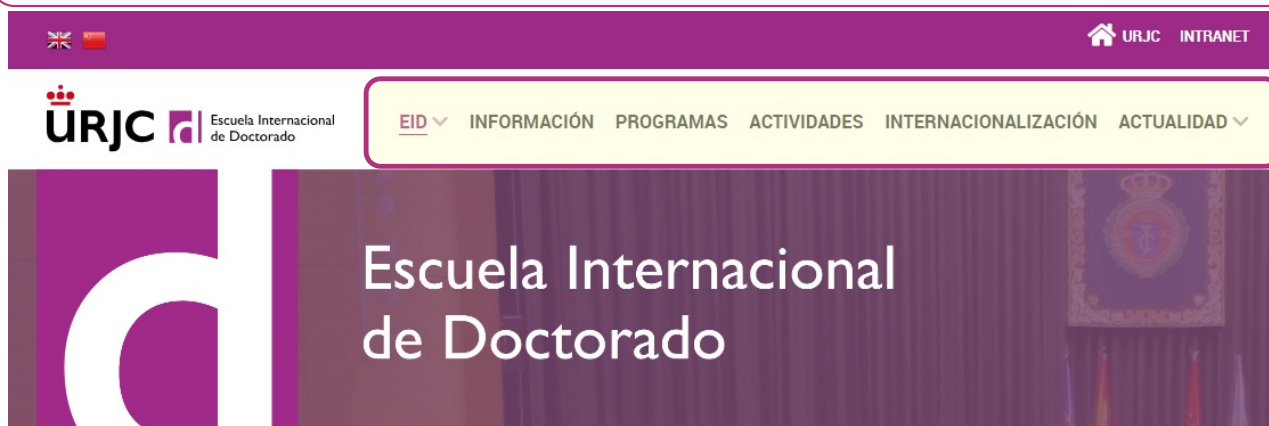 URJC INTRANET
URJC d Escuela Internacional
de Doctorado
EID INFORMACIÓN PROGRAMAS ACTIVIDADES INTERNACIONALIZACIÓN ACTUALIDAD
d
Escuela Internacional
de Doctorado